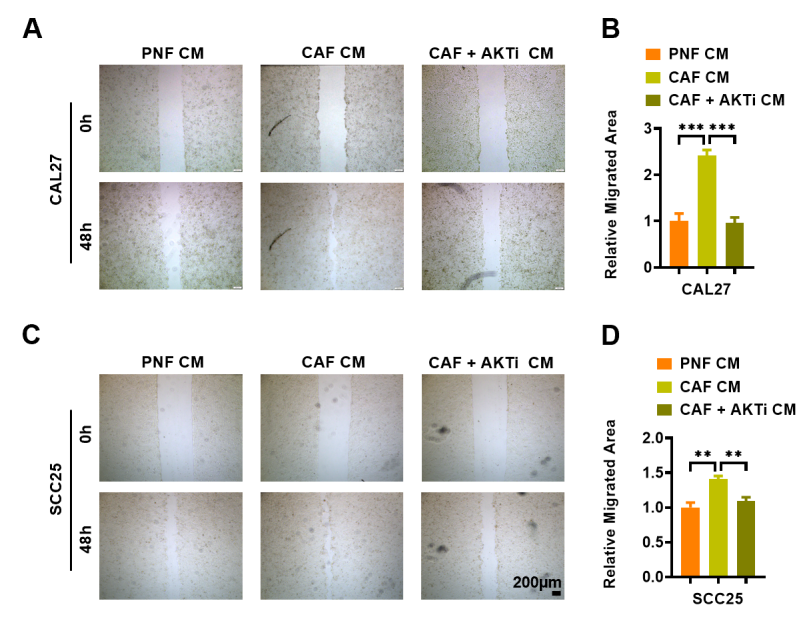 A
PNF CM
CAF CM
CAF + AKTi CM
CAL27
0h
48h
B
PNF CM
CAF CM
CAF + AKTi CM
Relative Migrated Area
3
2
1
0
*** ***
CAL27
C
PNF CM
CAF CM
CAF + AKTi CM
SCC25
0h
48h
200μm
D
PNF CM
CAF CM
CAF + AKTi CM
Relative Migrated Area
2.0
1.5
1.0
0.5
0.0
** **
SCC25